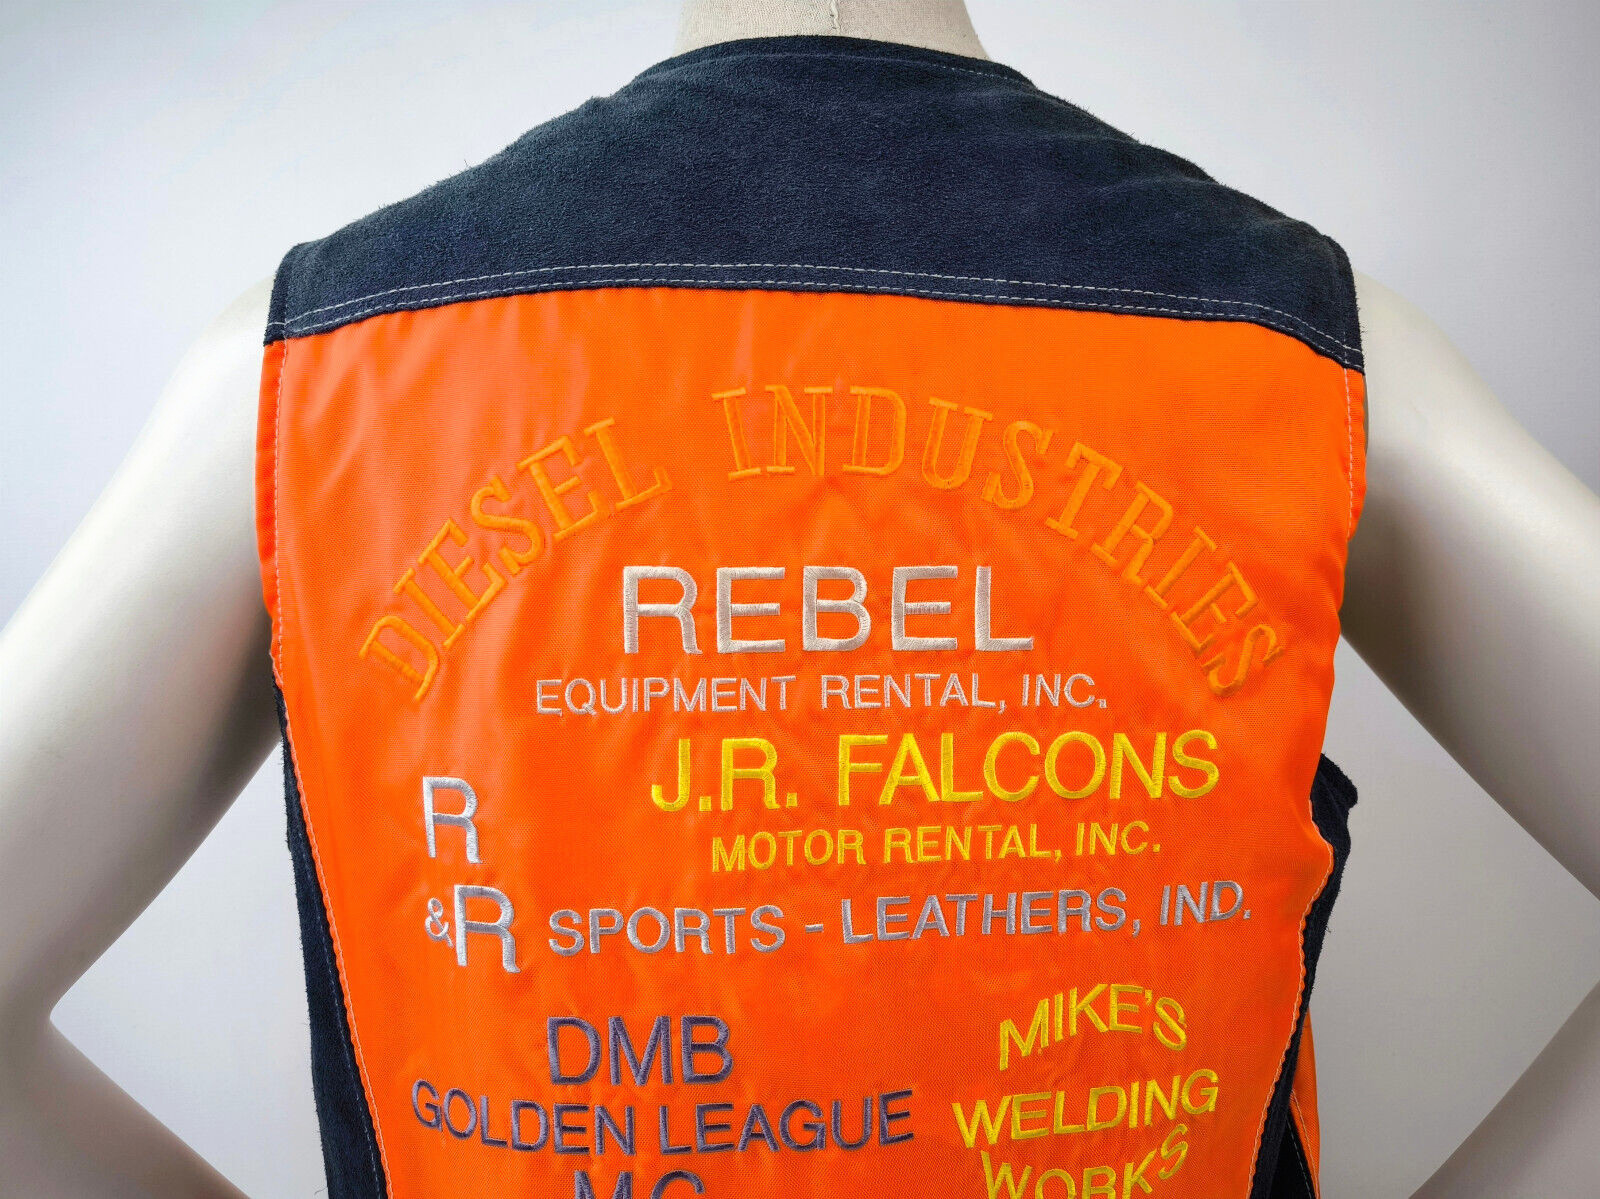 DIESEL INDUSTRIES
REBEL
EQUIPMENT RENTAL, INC.
J.R. FALCONS
MOTOR RENTAL, INC.
R
&R SPORTS - LEATHERS, IND.
DMB
GOLDEN LEAGUE
M.C.
MIKE'S
WELDING
WORKS